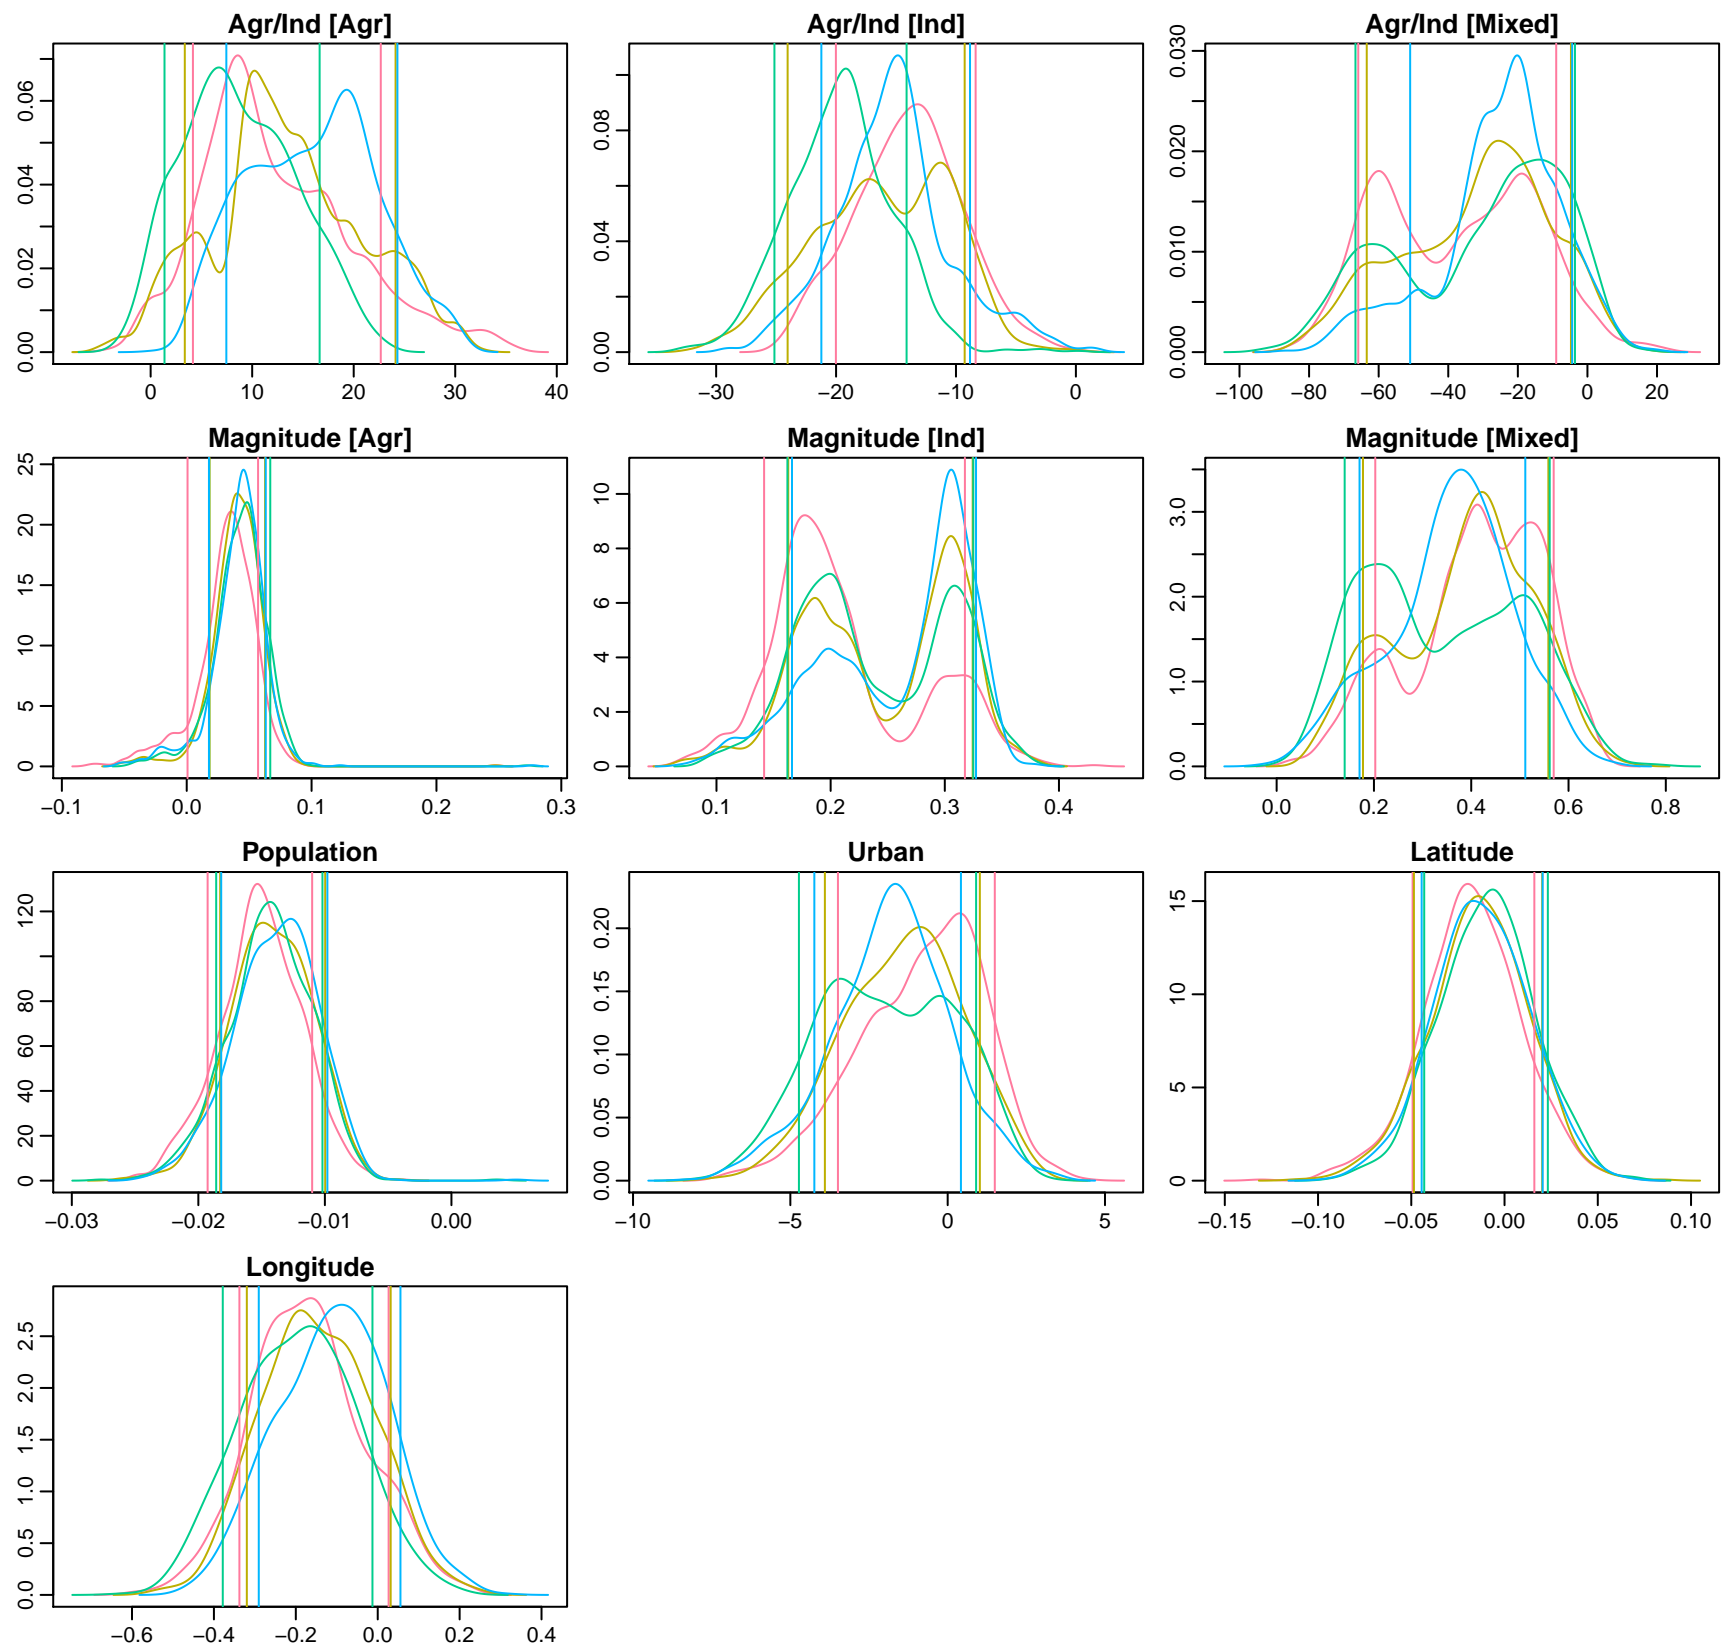 Agr/Ind [Agr] Agr/Ind [Ind] Agr/Ind [Mixed]
0.00 0.02 0.04 0.06 0.00 0.04 0.08 0.000 0.010 0.020 0.030
0 10 20 30 40 −30 −20 −10 0 −100 −80 −60 −40 −20 0 20
Magnitude [Agr] Magnitude [Ind] Magnitude [Mixed]
0 5 10 15 20 25 0 2 4 6 8 10 0.0 1.0 2.0 3.0
−0.1 0.0 0.1 0.2 0.3 0.1 0.2 0.3 0.4 0.0 0.2 0.4 0.6 0.8
Population Urban Latitude
0 20 40 60 80 120 0.00 0.05 0.10 0.15 0.20 0 5 10 15
−0.03 −0.02 −0.01 0.00 −10 −5 0 5 −0.15 −0.10 −0.05 0.00 0.05 0.10
Longitude
0.0 0.5 1.0 1.5 2.0 2.5
−0.6 −0.4 −0.2 0.0 0.2 0.4